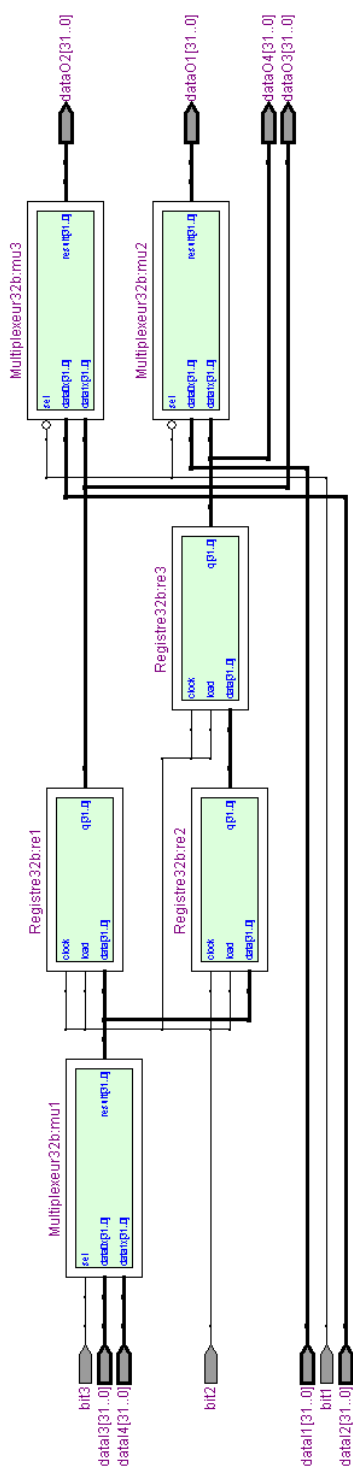 Multiplexeur32b:mu3
sel
data0x[31..0]
data1x[31..0]
result[31..0]
dataO2[31..0]
Registre32b:re1
clock
load
data[31..0]
q[31..0]
Multiplexeur32b:mu1
sel
data0x[31..0]
data1x[31..0]
result[31..0]
bit3
dataI3[31..0]
dataI4[31..0]
Multiplexeur32b:mu2
sel
data0x[31..0]
data1x[31..0]
result[31..0]
dataO1[31..0]
Registre32b:re3
clock
load
data[31..0]
q[31..0]
Registre32b:re2
clock
load
data[31..0]
q[31..0]
bit2
dataO4[31..0]
dataO3[31..0]
dataI1[31..0]
bit1
dataI2[31..0]